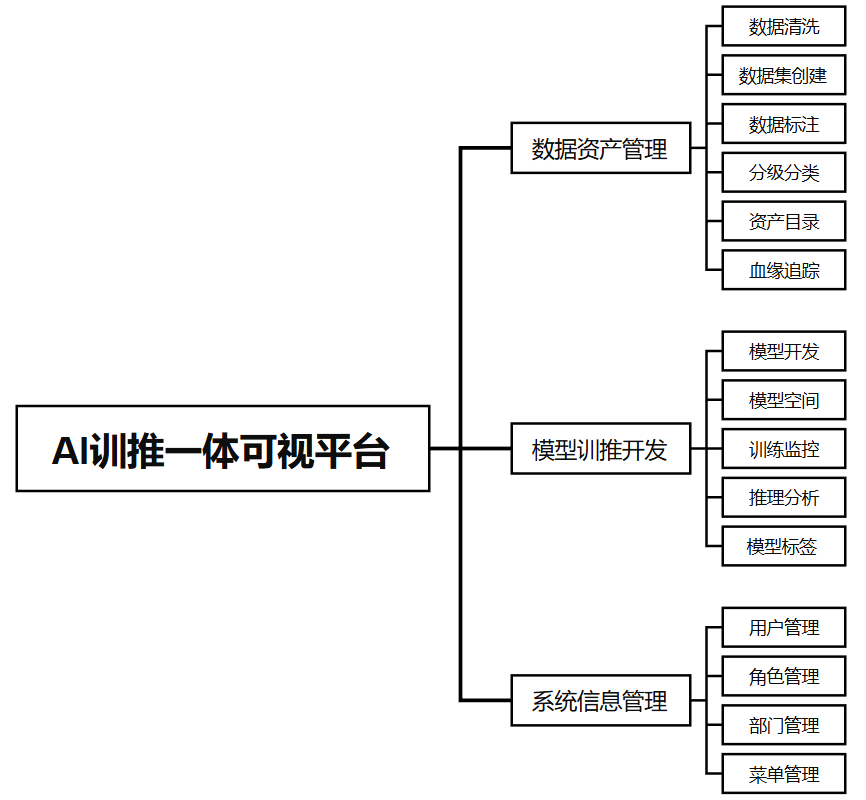 AI训推一体可视平台
数据资产管理
数据清洗
数据集创建
数据标注
分级分类
资产目录
血缘追踪
模型训推开发
模型开发
模型空间
训练监控
推理分析
模型标签
系统信息管理
用户管理
角色管理
部门管理
菜单管理